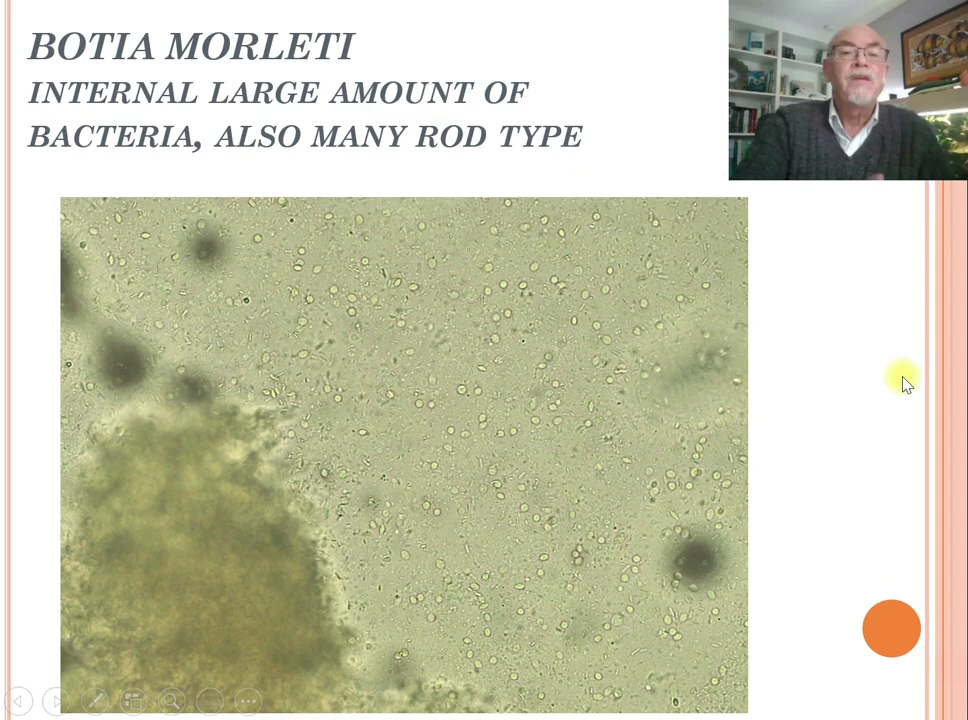 BOTIA MORLETI
INTERNAL LARGE AMOUNT OF
BACTERIA, ALSO MANY ROD TYPE